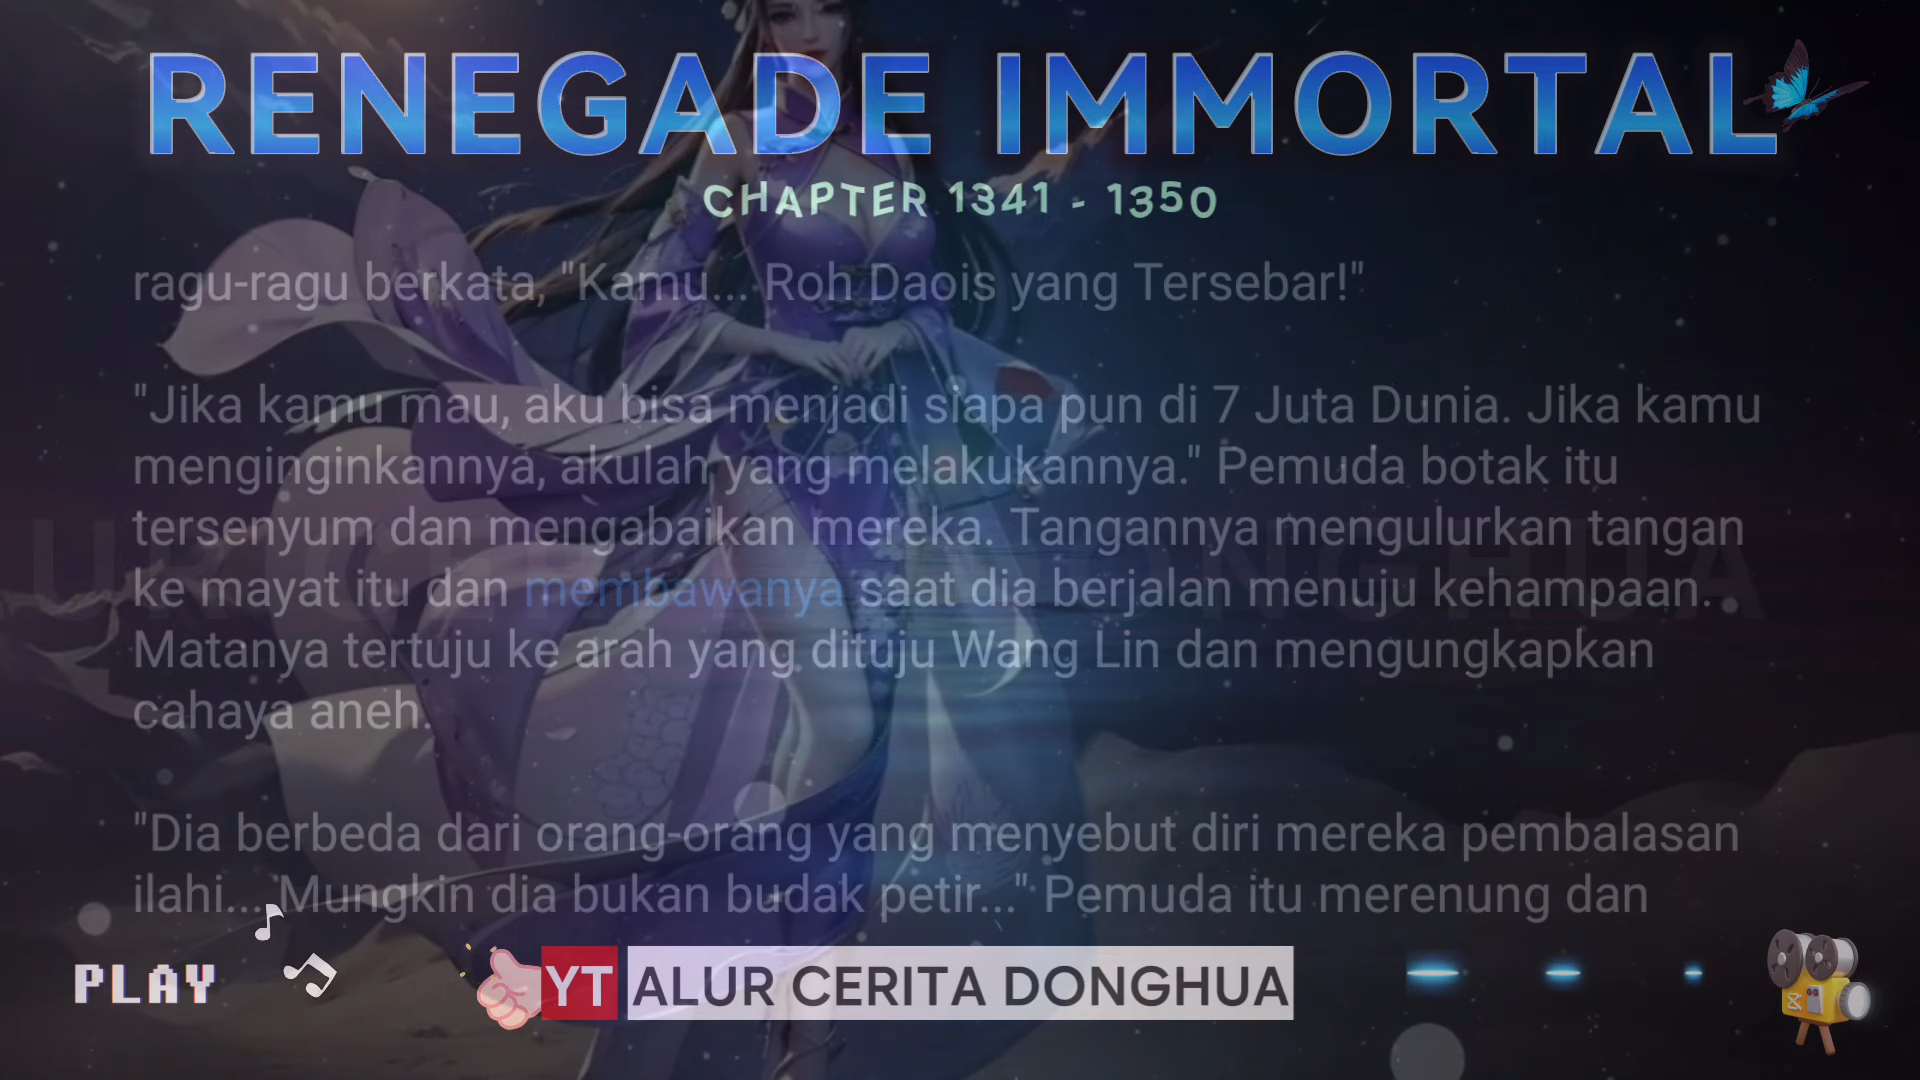 RENEGADE IMMORTAL
CHAPTER 1341 - 1350
ragu-ragu berkata, "Kamu... Roh Daois yang Tersebar!"
"Jika kamu mau, aku bisa menjadi siapa pun di 7 Juta Dunia. Jika kamu
menginginkannya, akulah yang melakukannya." Pemuda botak itu
tersenyum dan mengabaikan mereka. Tangannya mengulurkan tangan
ke mayat itu dan membawanya saat dia berjalan menuju kehampaan.
Matanya tertuju ke arah yang dituju Wang Lin dan mengungkapkan
cahaya aneh.
"Dia berbeda dari orang-orang yang menyebut diri mereka pembalasan
ilahi... Mungkin dia bukan budak petir..." Pemuda itu merenung dan
PLAY
YT ALUR CERITA DONGHUA